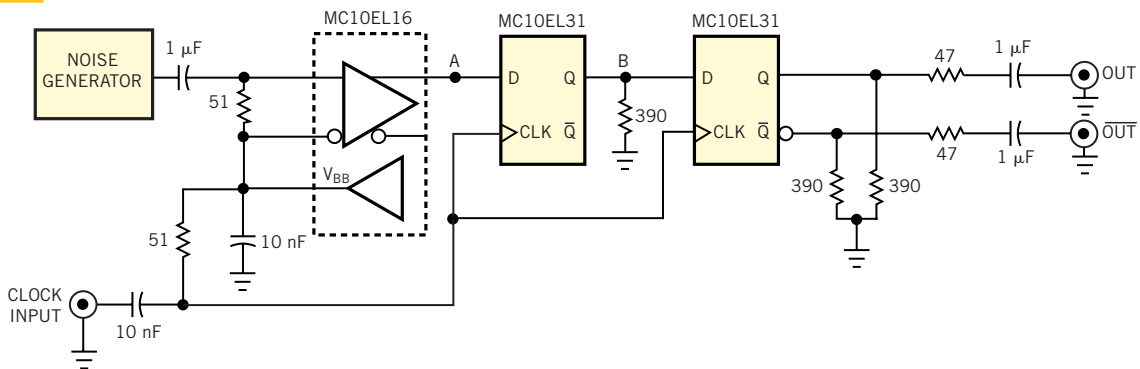 MC10EL16
MC10EL31
MC10EL31
NOISE
GENERATOR
1 µF
51
A
D
Q
CLK
Q̅
B
390
D
Q
CLK
Q̅
47
1 µF
OUT
47
1 µF
O̅U̅T̅
390
390
V_BB
51
10 nF
CLOCK
INPUT
10 nF